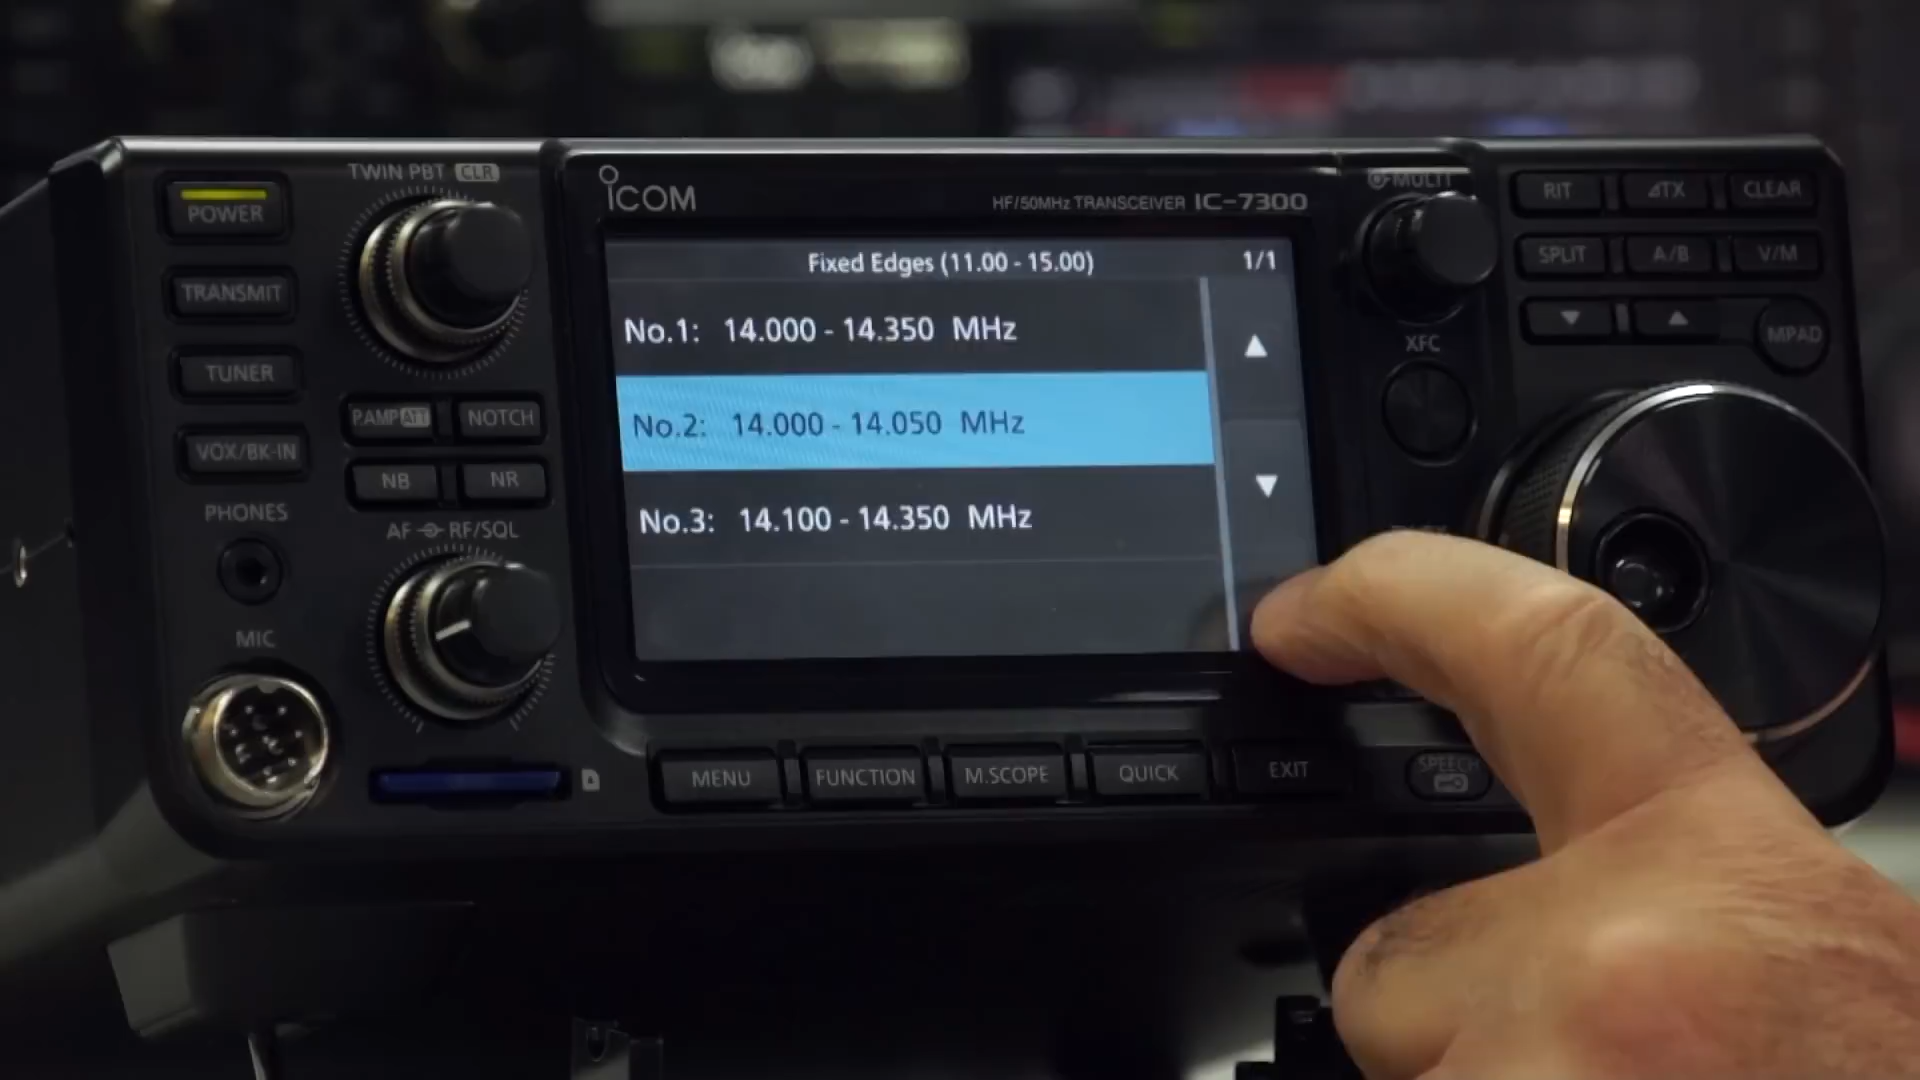 TWIN PBT CLR
POWER
TRANSMIT
TUNER
VOX/BK-IN
P.AMP ATT
NOTCH
NB
NR
PHONES
AF RF/SQL
MIC
ICOM
HF/50MHz TRANSCEIVER IC-7300
Fixed Edges (11.00 - 15.00) 1/1
No.1: 14.000 - 14.350 MHz
No.2: 14.000 - 14.050 MHz
No.3: 14.100 - 14.350 MHz
MENU
FUNCTION
M.SCOPE
QUICK
EXIT
MULTI
XFC
RIT
⊿TX
CLEAR
SPLIT
A/B
V/M
MPAD
SPEECH